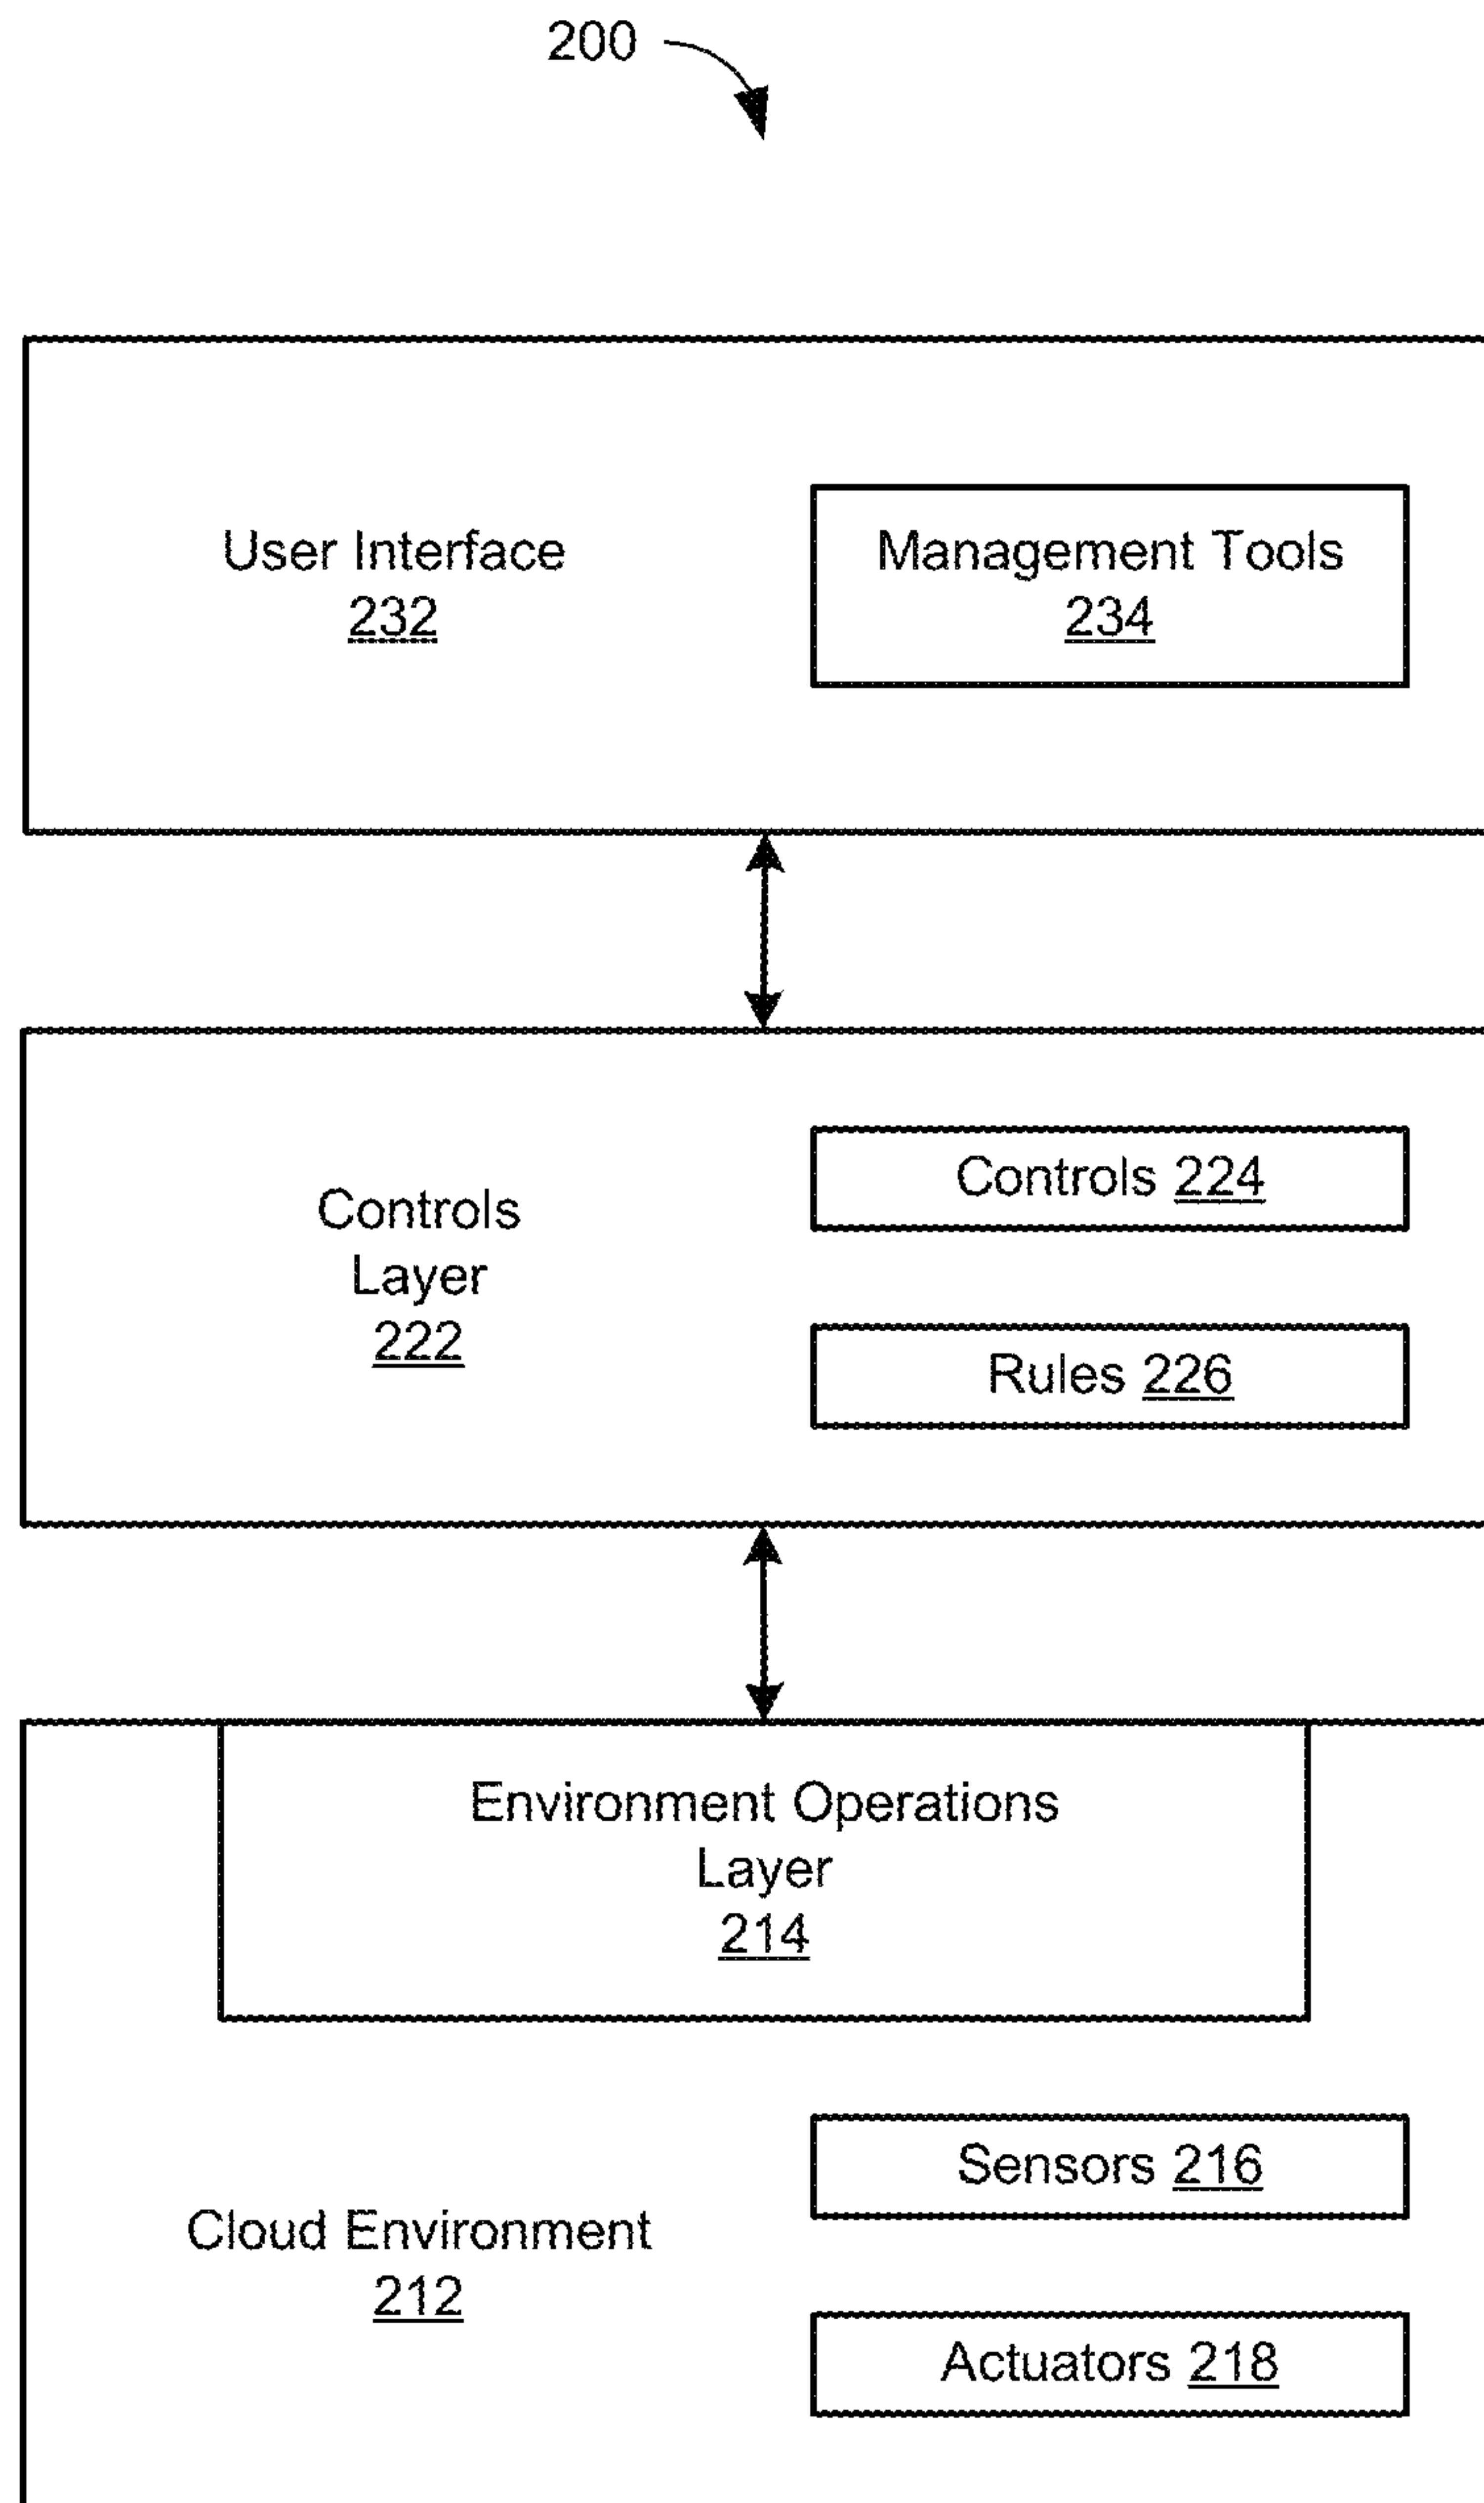 200
User Interface
232
Management Tools
234
Controls
Layer
222
Controls 224
Rules 226
Environment Operations
Layer
214
Cloud Environment
212
Sensors 216
Actuators 218